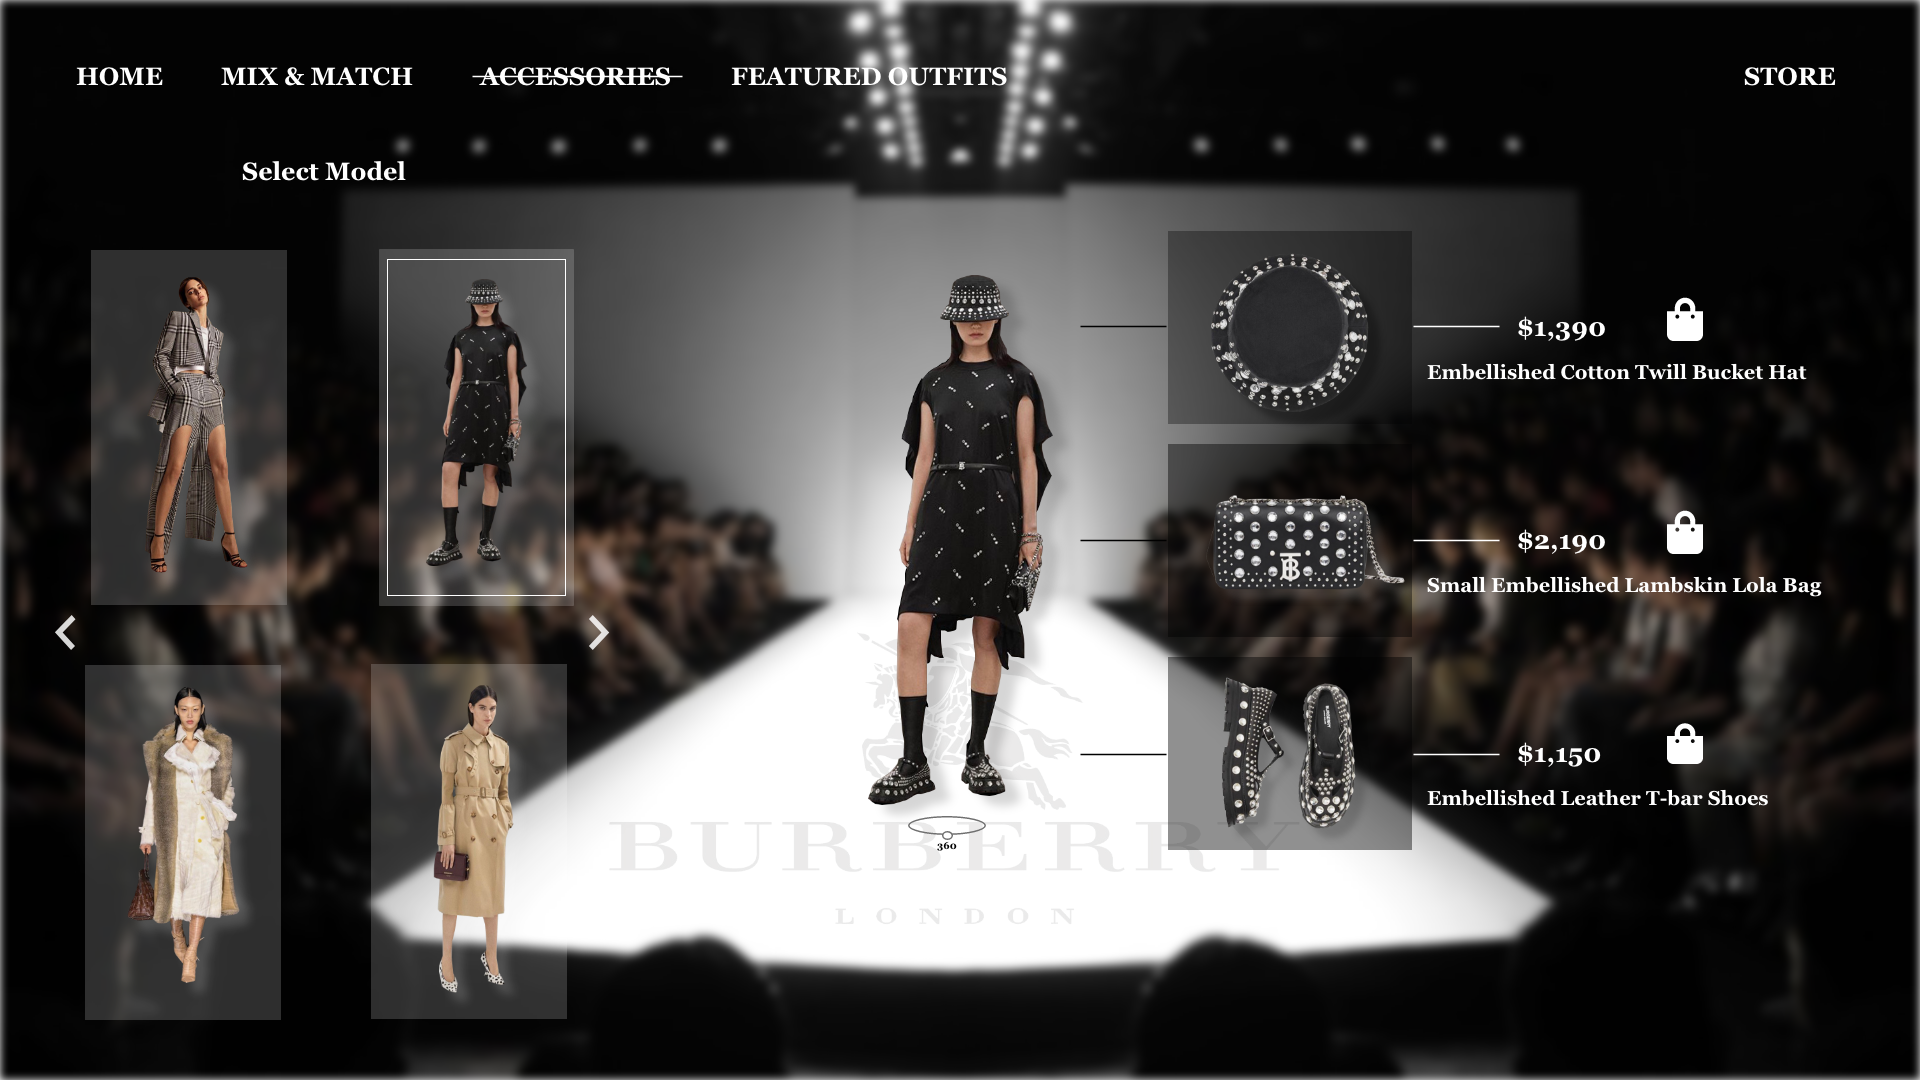 HOME MIX & MATCH ACCESSORIES FEATURED OUTFITS STORE
Select Model
$1,390
Embellished Cotton Twill Bucket Hat
$2,190
Small Embellished Lambskin Lola Bag
$1,150
Embellished Leather T-bar Shoes
360
BURBERRY
LONDON